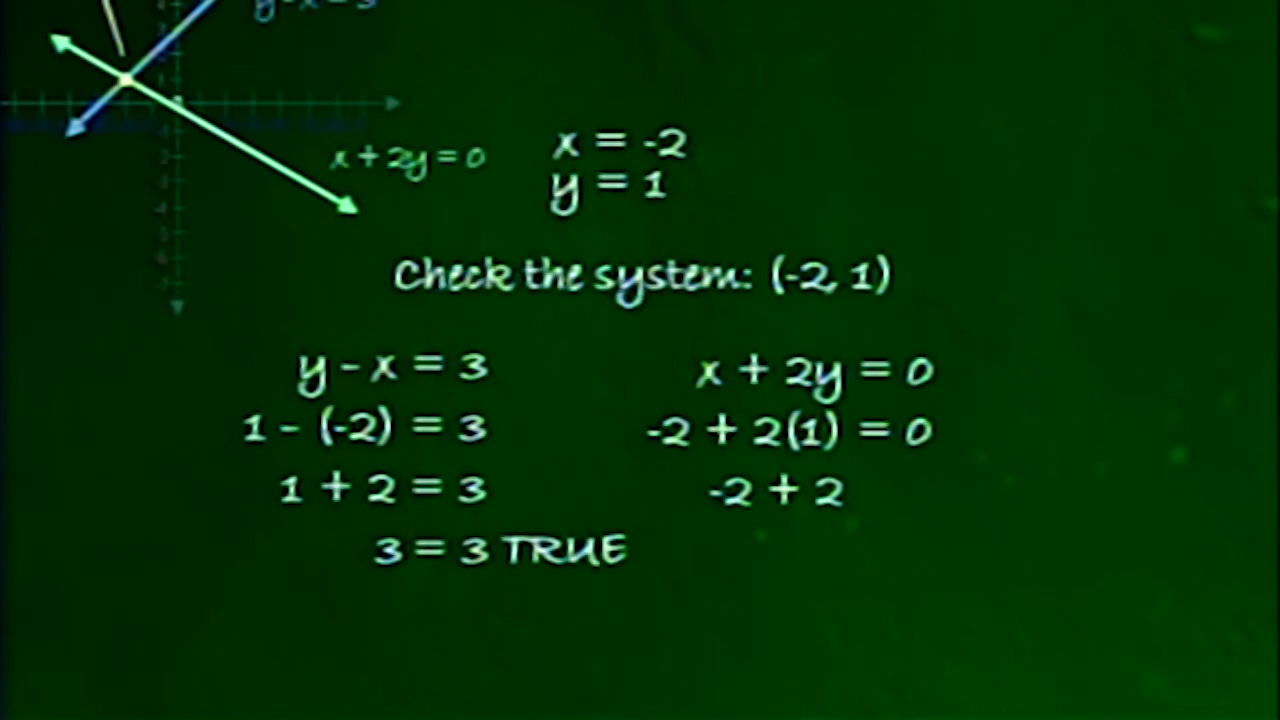 y - x = 3
x + 2y = 0
x = -2
y = 1
Check the system: (-2, 1)
y - x = 3
1 - (-2) = 3
1 + 2 = 3
3 = 3 TRUE
x + 2y = 0
-2 + 2(1) = 0
-2 + 2